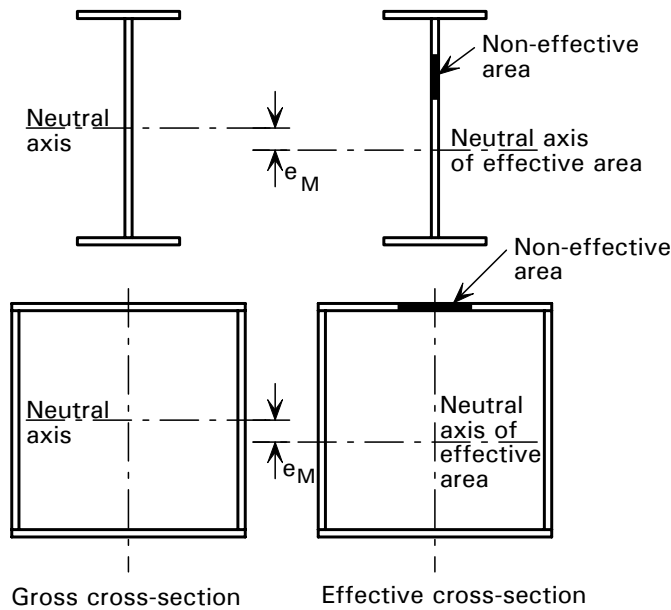 Non-effective
area
Neutral
axis
e M
Neutral axis
of effective area
Non-effective
area
Neutral
axis
e M
Neutral
axis of
effective
area
Gross cross-section
Effective cross-section